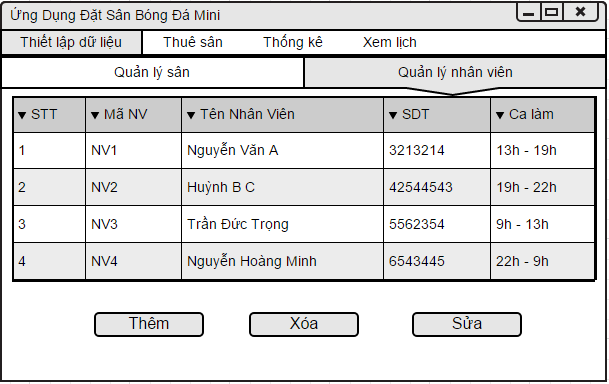 Ứng Dụng Đặt Sân Bóng Đá Mini
Thiết lập dữ liệu Thuê sân Thống kê Xem lịch
Quản lý sân Quản lý nhân viên
STT Mã NV Tên Nhân Viên SDT Ca làm
1 NV1 Nguyễn Văn A 3213214 13h - 19h
2 NV2 Huỳnh B C 42544543 19h - 22h
3 NV3 Trần Đức Trọng 5562354 9h - 13h
4 NV4 Nguyễn Hoàng Minh 6543445 22h - 9h
Thêm Xóa Sửa